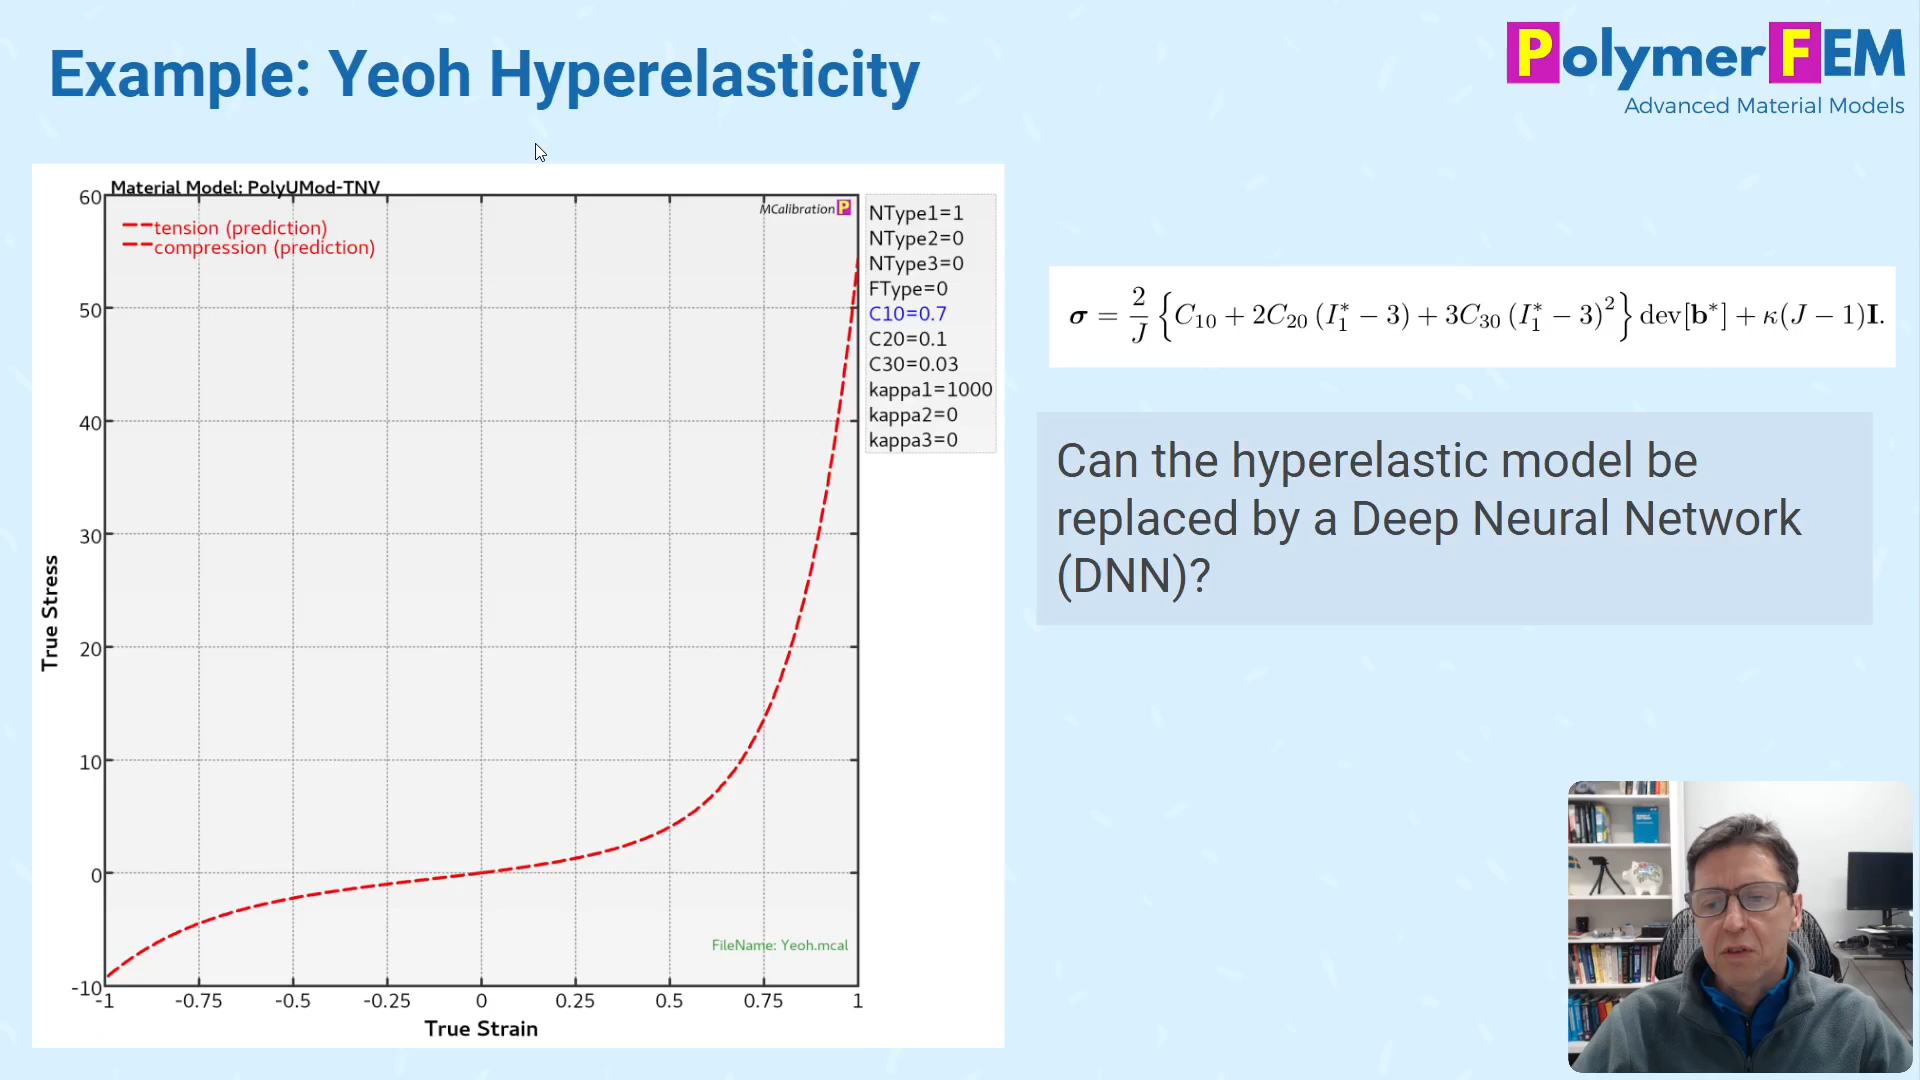 Example: Yeoh Hyperelasticity
PolymerFEM
Advanced Material Models
Material Model: PolyUMod-TNV
tension (prediction)
compression (prediction)
MCalibration P
NType1=1
NType2=0
NType3=0
FType=0
C10=0.7
C20=0.1
C30=0.03
kappa1=1000
kappa2=0
kappa3=0
60
50
40
30
20
10
0
-10
True Stress
-1 -0.75 -0.5 -0.25 0 0.25 0.5 0.75 1
True Strain
FileName: Yeoh.mcal
σ = 2/J {C₁₀ + 2C₂₀ (I₁* − 3) + 3C₃₀ (I₁* − 3)²} dev[b*] + κ(J − 1)I.
Can the hyperelastic model be
replaced by a Deep Neural Network
(DNN)?